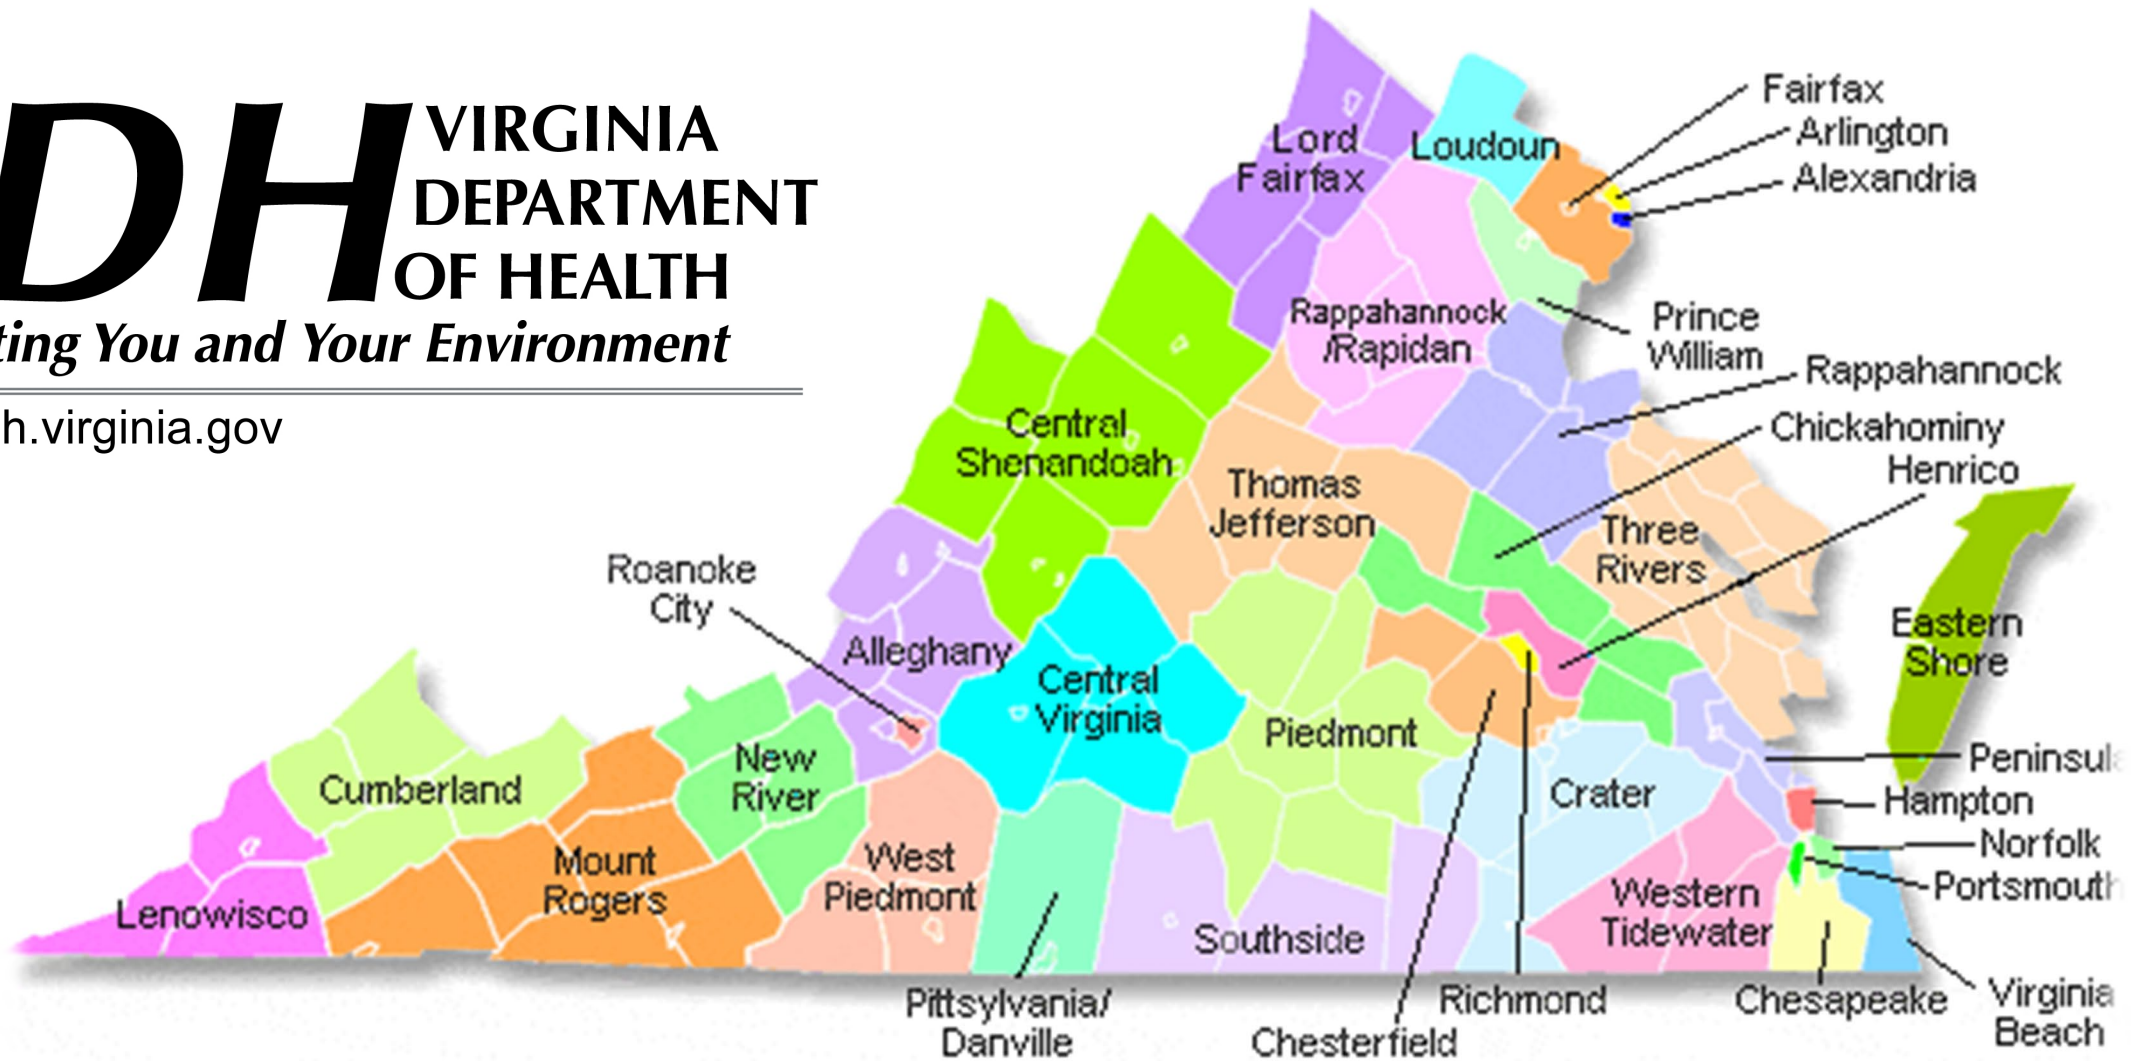 DH
VIRGINIA
DEPARTMENT
OF HEALTH
ting You and Your Environment
h.virginia.gov
Fairfax
Arlington
Alexandria
Lord
Fairfax
Loudoun
Prince
William
Rappahannock
/Rapidan
Rappahannock
Chickahominy
Henrico
Central
Shenandoah
Thomas
Jefferson
Three
Rivers
Roanoke
City
Alleghany
Eastern
Shore
Central
Virginia
Piedmont
New
River
Cumberland
Peninsula
Hampton
Crater
Norfolk
Mount
Rogers
West
Piedmont
Portsmouth
Lenowisco
Western
Tidewater
Southside
Pittsylvania/
Danville
Richmond
Chesapeake
Virginia
Beach
Chesterfield